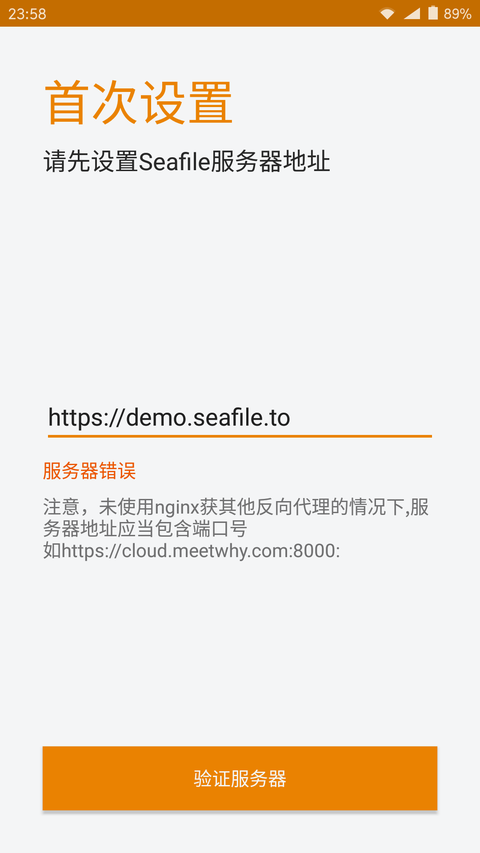 23:58
89%
首次设置
请先设置Seafile服务器地址
https://demo.seafile.to
服务器错误
注意，未使用nginx获其他反向代理的情况下,服
务器地址应当包含端口号
如https://cloud.meetwhy.com:8000:
验证服务器